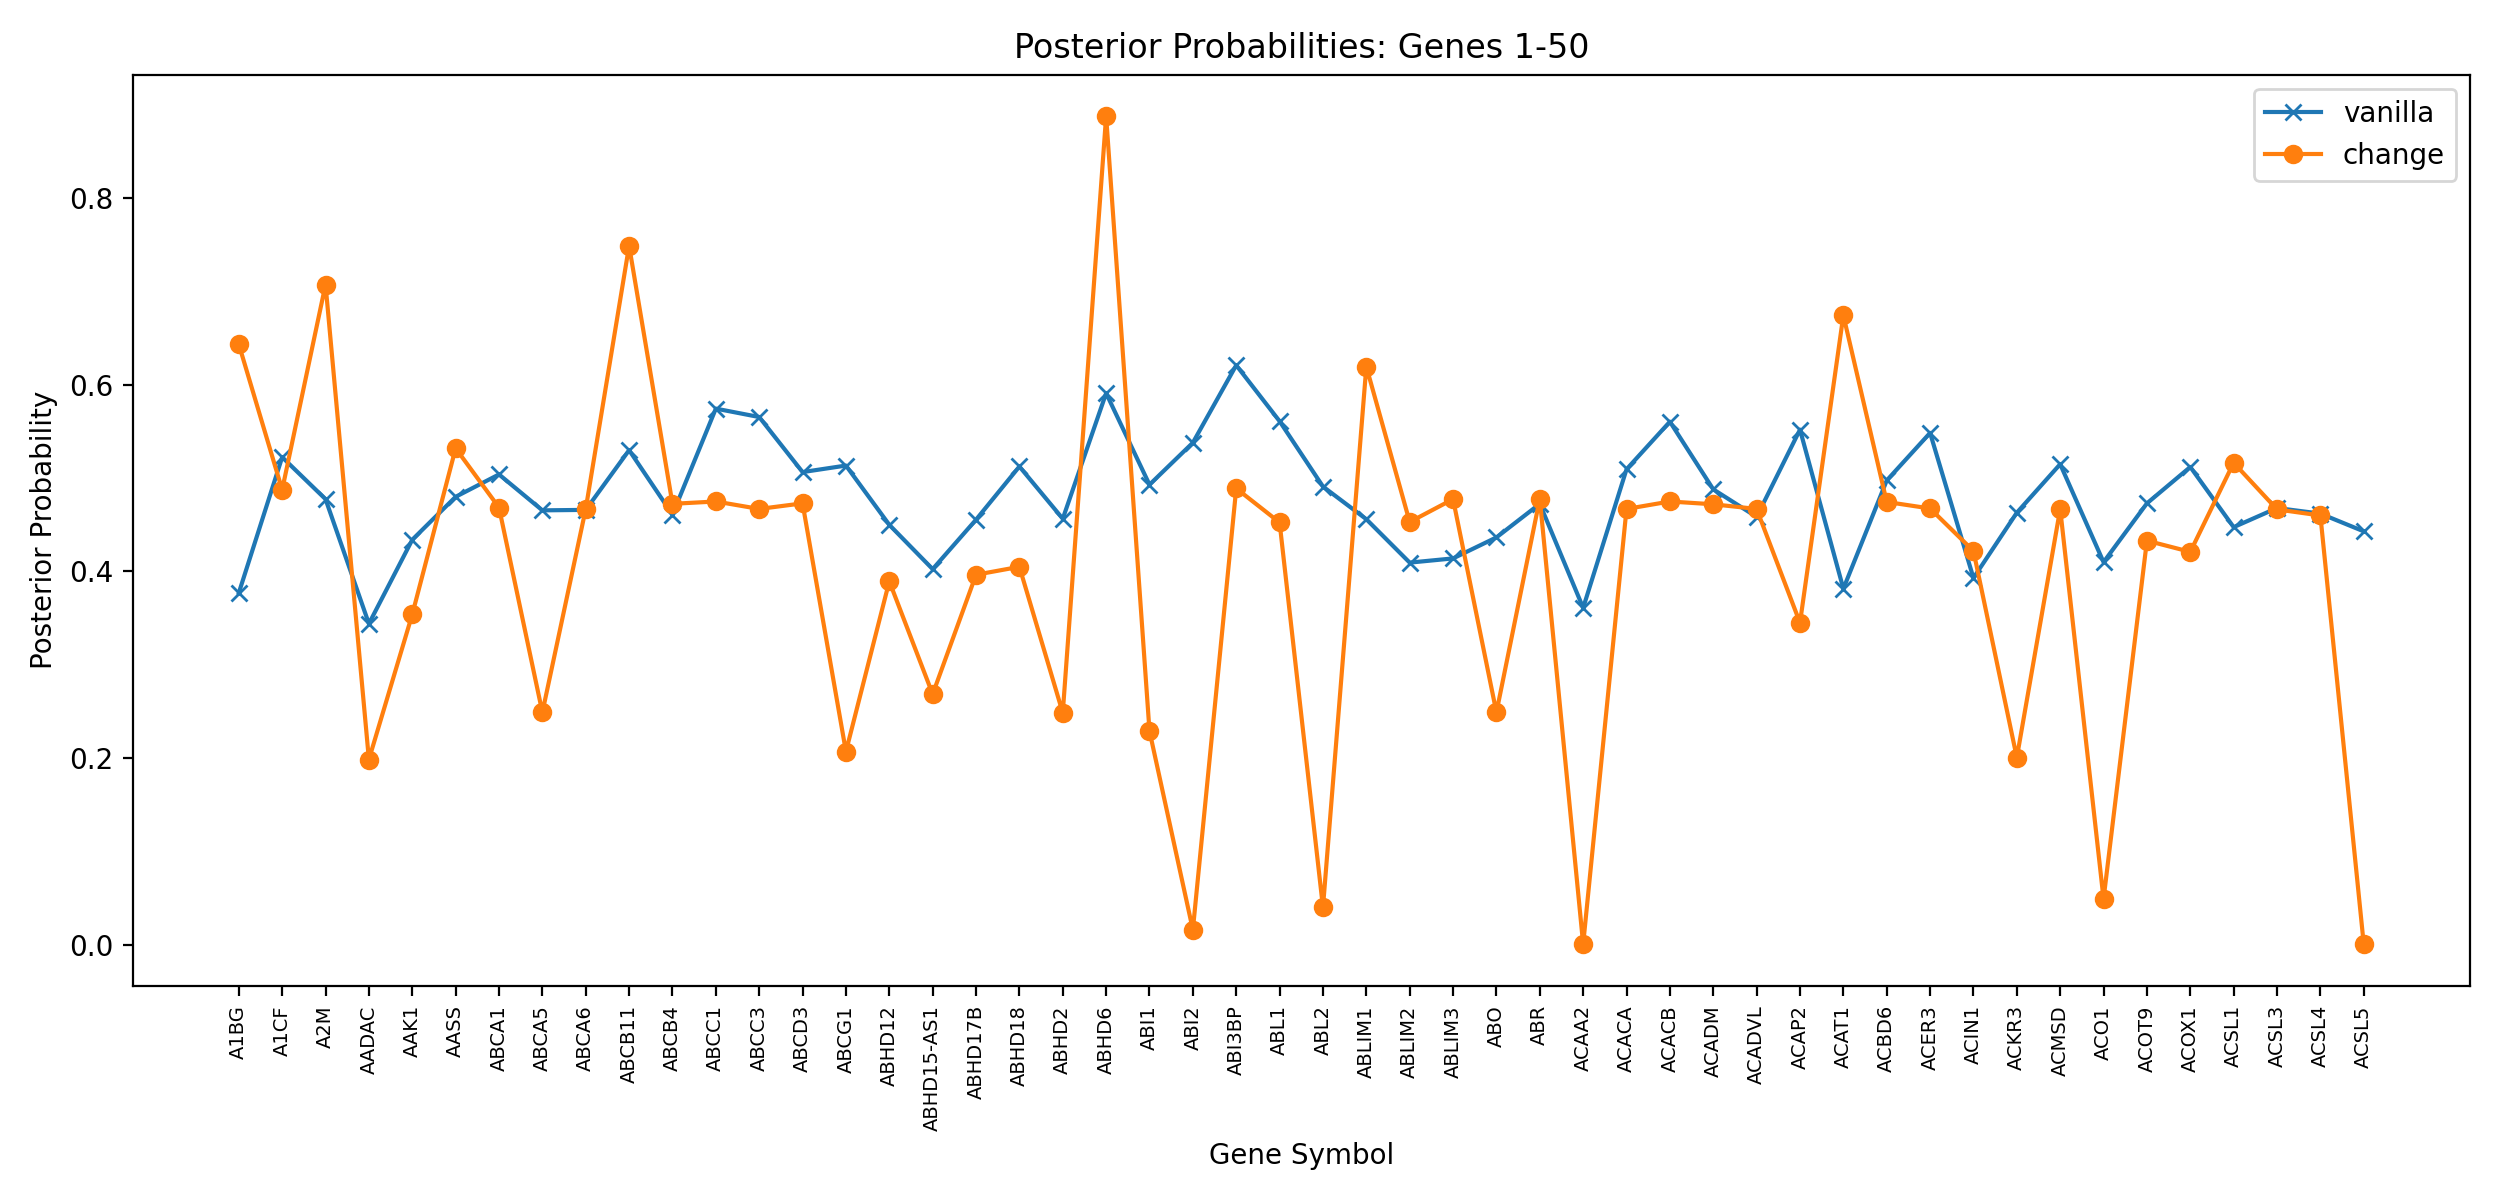 Posterior Probabilities: Genes 1-50
vanilla
change
Posterior Probability
0.8
0.6
0.4
0.2
0.0
A1BG
A1CF
A2M
AADAC
AAK1
AASS
ABCA1
ABCA5
ABCA6
ABCB11
ABCB4
ABCC1
ABCC3
ABCD3
ABCG1
ABHD12
ABHD15-AS1
ABHD17B
ABHD18
ABHD2
ABHD6
ABI1
ABI2
ABI3BP
ABL1
ABL2
ABLIM1
ABLIM2
ABLIM3
ABO
ABR
ACAA2
ACACA
ACACB
ACADM
ACADVL
ACAP2
ACAT1
ACBD6
ACER3
ACIN1
ACKR3
ACMSD
ACO1
ACOT9
ACOX1
ACSL1
ACSL3
ACSL4
ACSL5
Gene Symbol